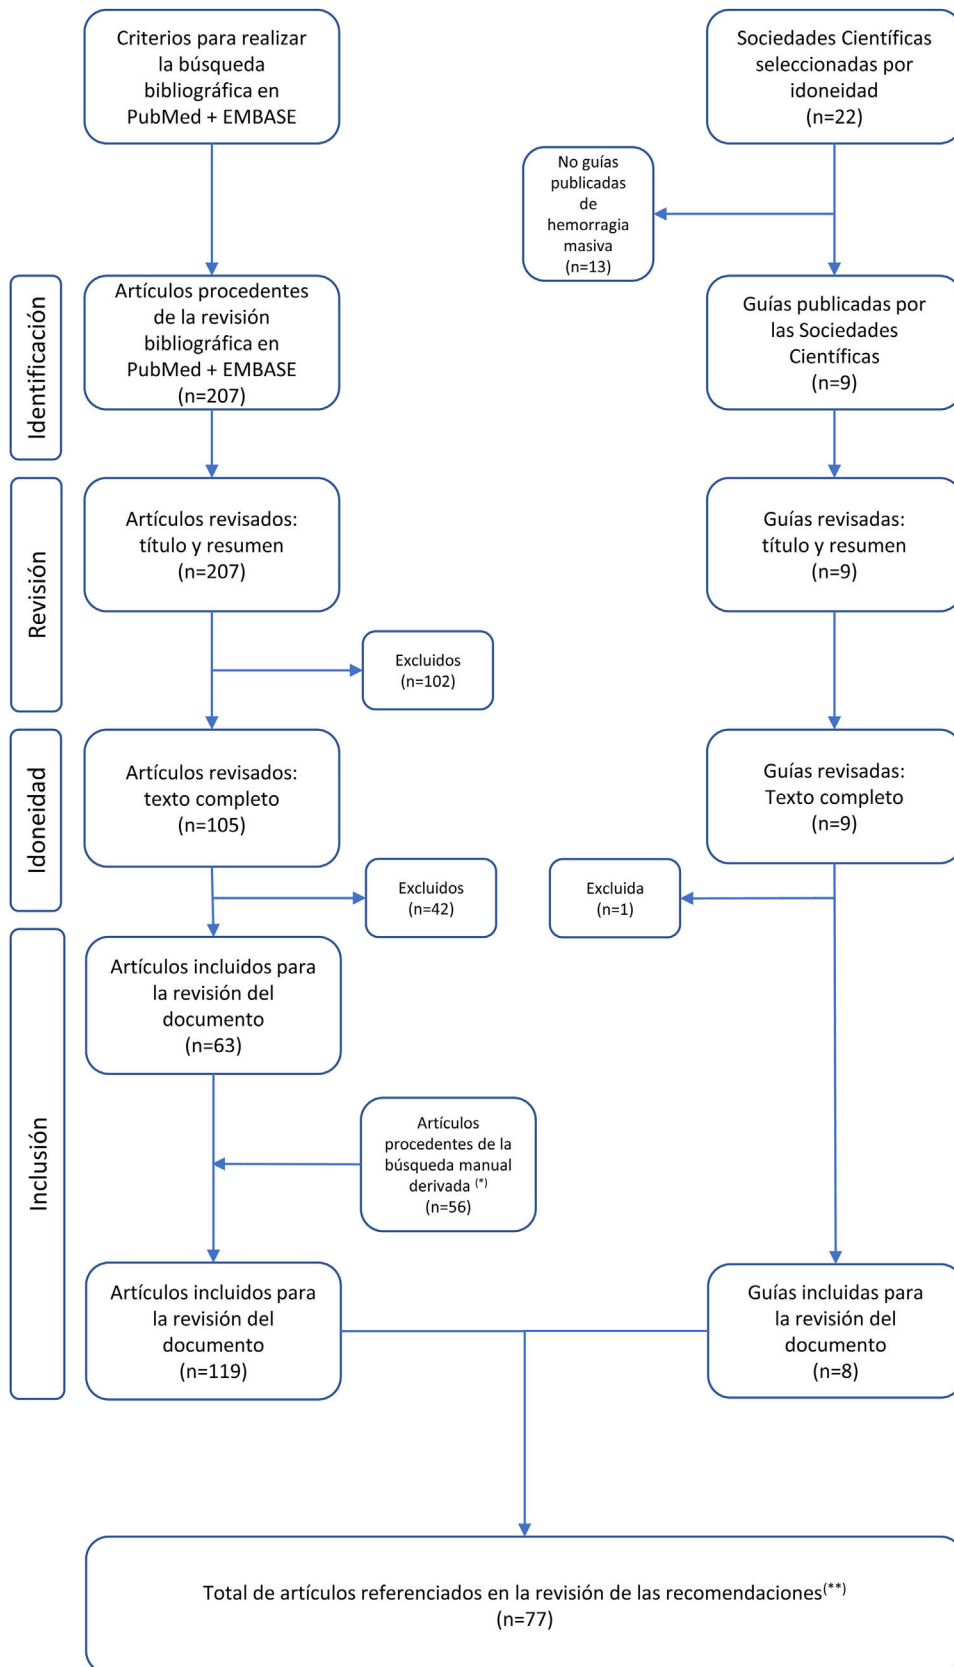 Criterios para realizar
la búsqueda
bibliográfica en
PubMed + EMBASE
Sociedades Científicas
seleccionadas por
idoneidad
(n=22)
No guías
publicadas
de
hemorragia
masiva
(n=13)
Identificación
Artículos procedentes
de la revisión
bibliográfica en
PubMed + EMBASE
(n=207)
Guías publicadas por
las Sociedades
Científicas
(n=9)
Revisión
Artículos revisados:
título y resumen
(n=207)
Guías revisadas:
título y resumen
(n=9)
Excluidos
(n=102)
Idoneidad
Artículos revisados:
texto completo
(n=105)
Guías revisadas:
Texto completo
(n=9)
Excluidos
(n=42)
Excluida
(n=1)
Inclusión
Artículos incluidos para
la revisión del
documento
(n=63)
Artículos
procedentes de la
búsqueda manual
derivada (*)
(n=56)
Artículos incluidos para
la revisión del
documento
(n=119)
Guías incluidas para
la revisión del
documento
(n=8)
Total de artículos referenciados en la revisión de las recomendaciones(**)
(n=77)